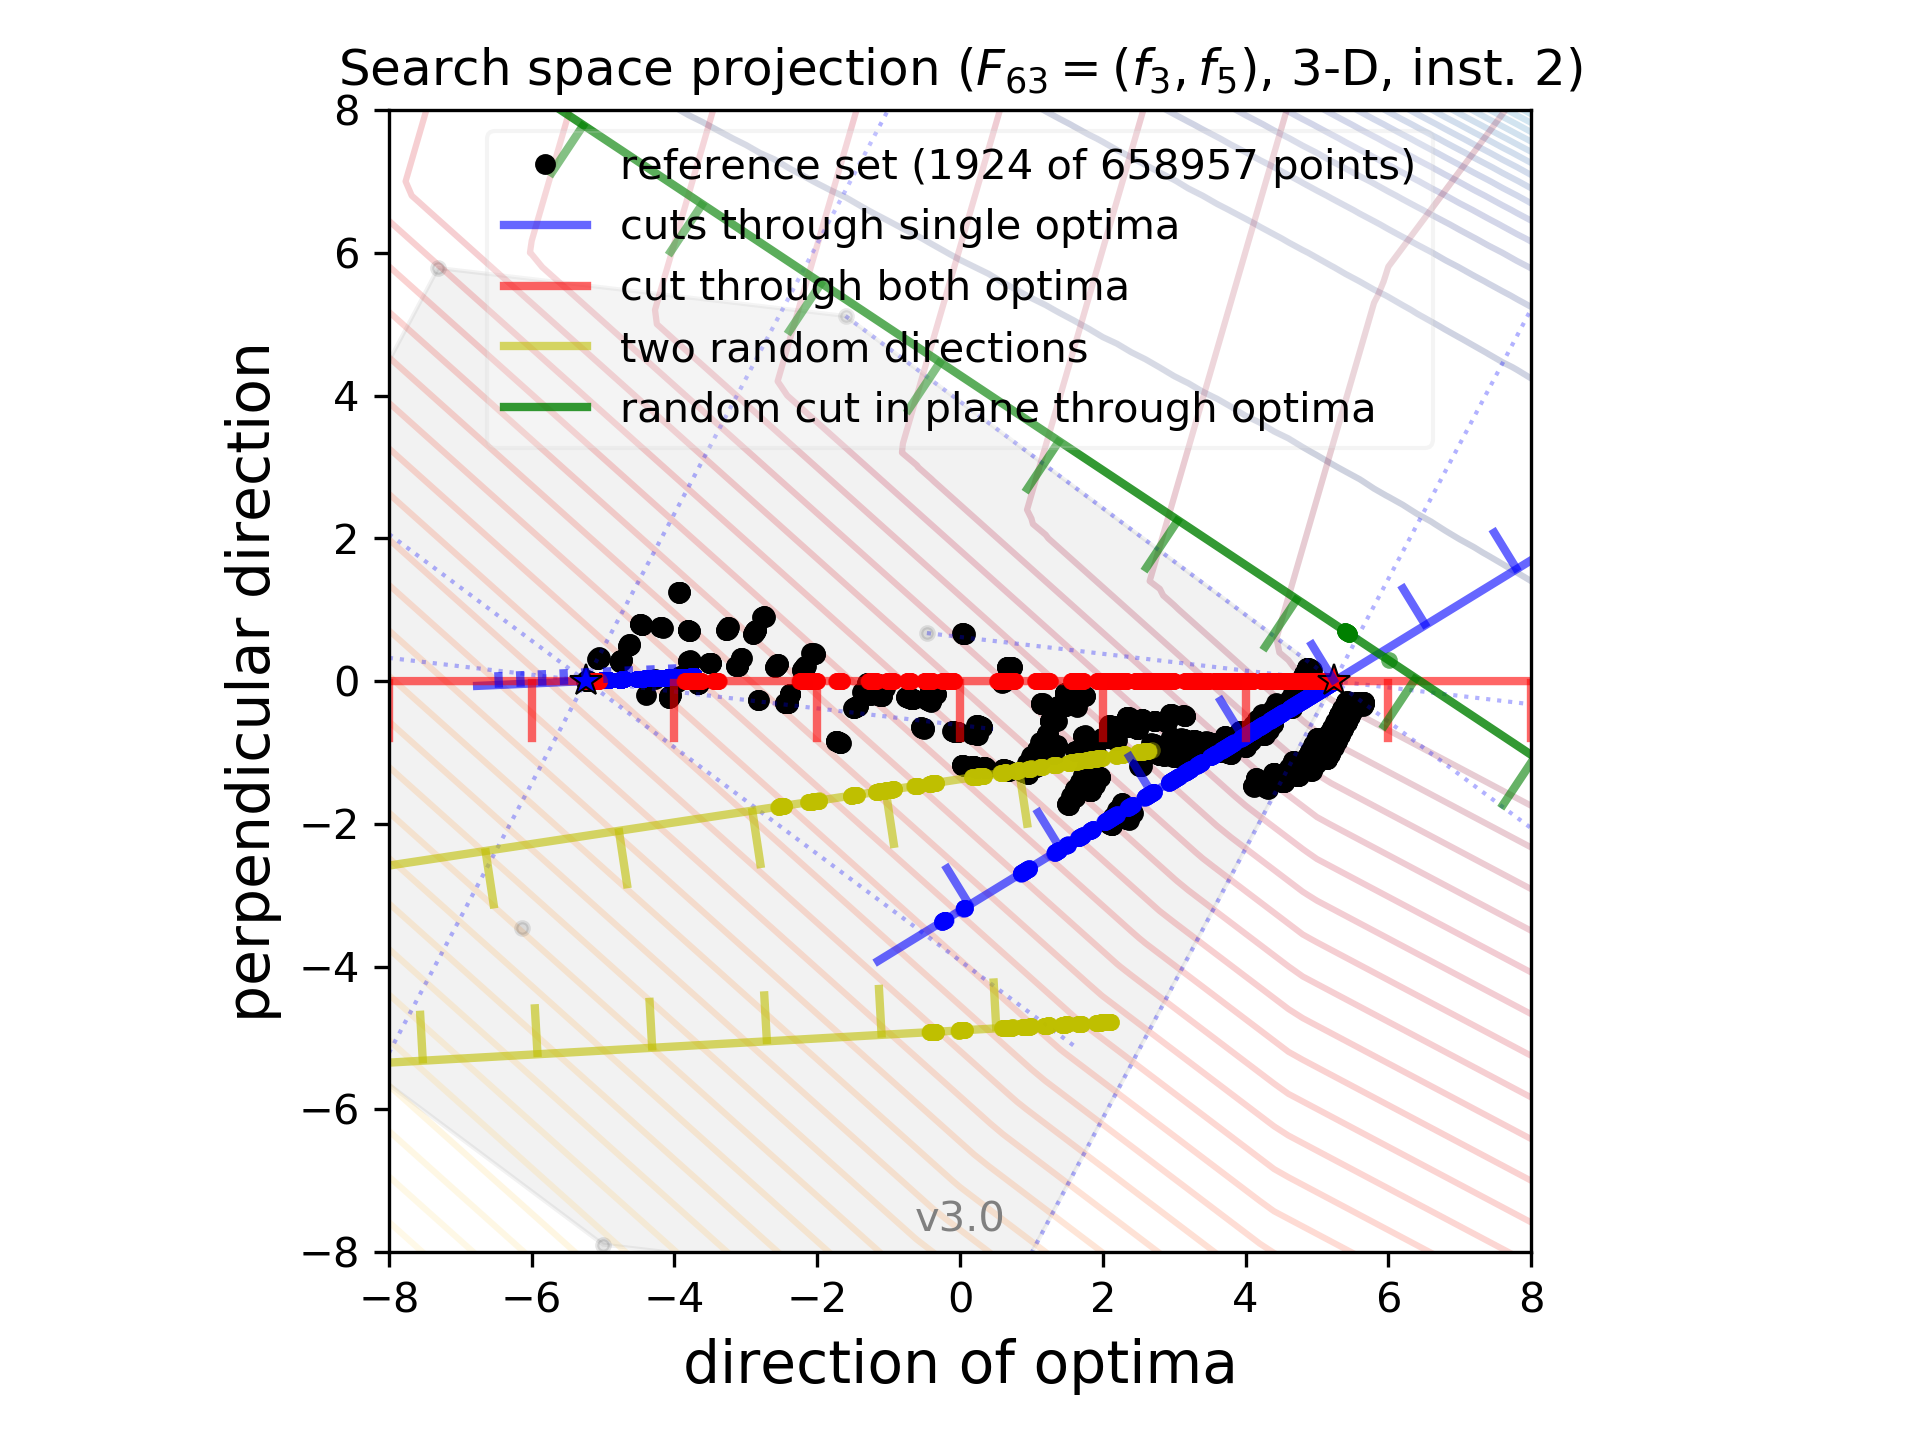 Search space projection (F63 = (f3, f5), 3-D, inst. 2)
reference set (1924 of 658957 points)
cuts through single optima
cut through both optima
two random directions
random cut in plane through optima
8
6
4
2
0
−2
−4
−6
−8
perpendicular direction
v3.0
−8 −6 −4 −2 0 2 4 6 8
direction of optima